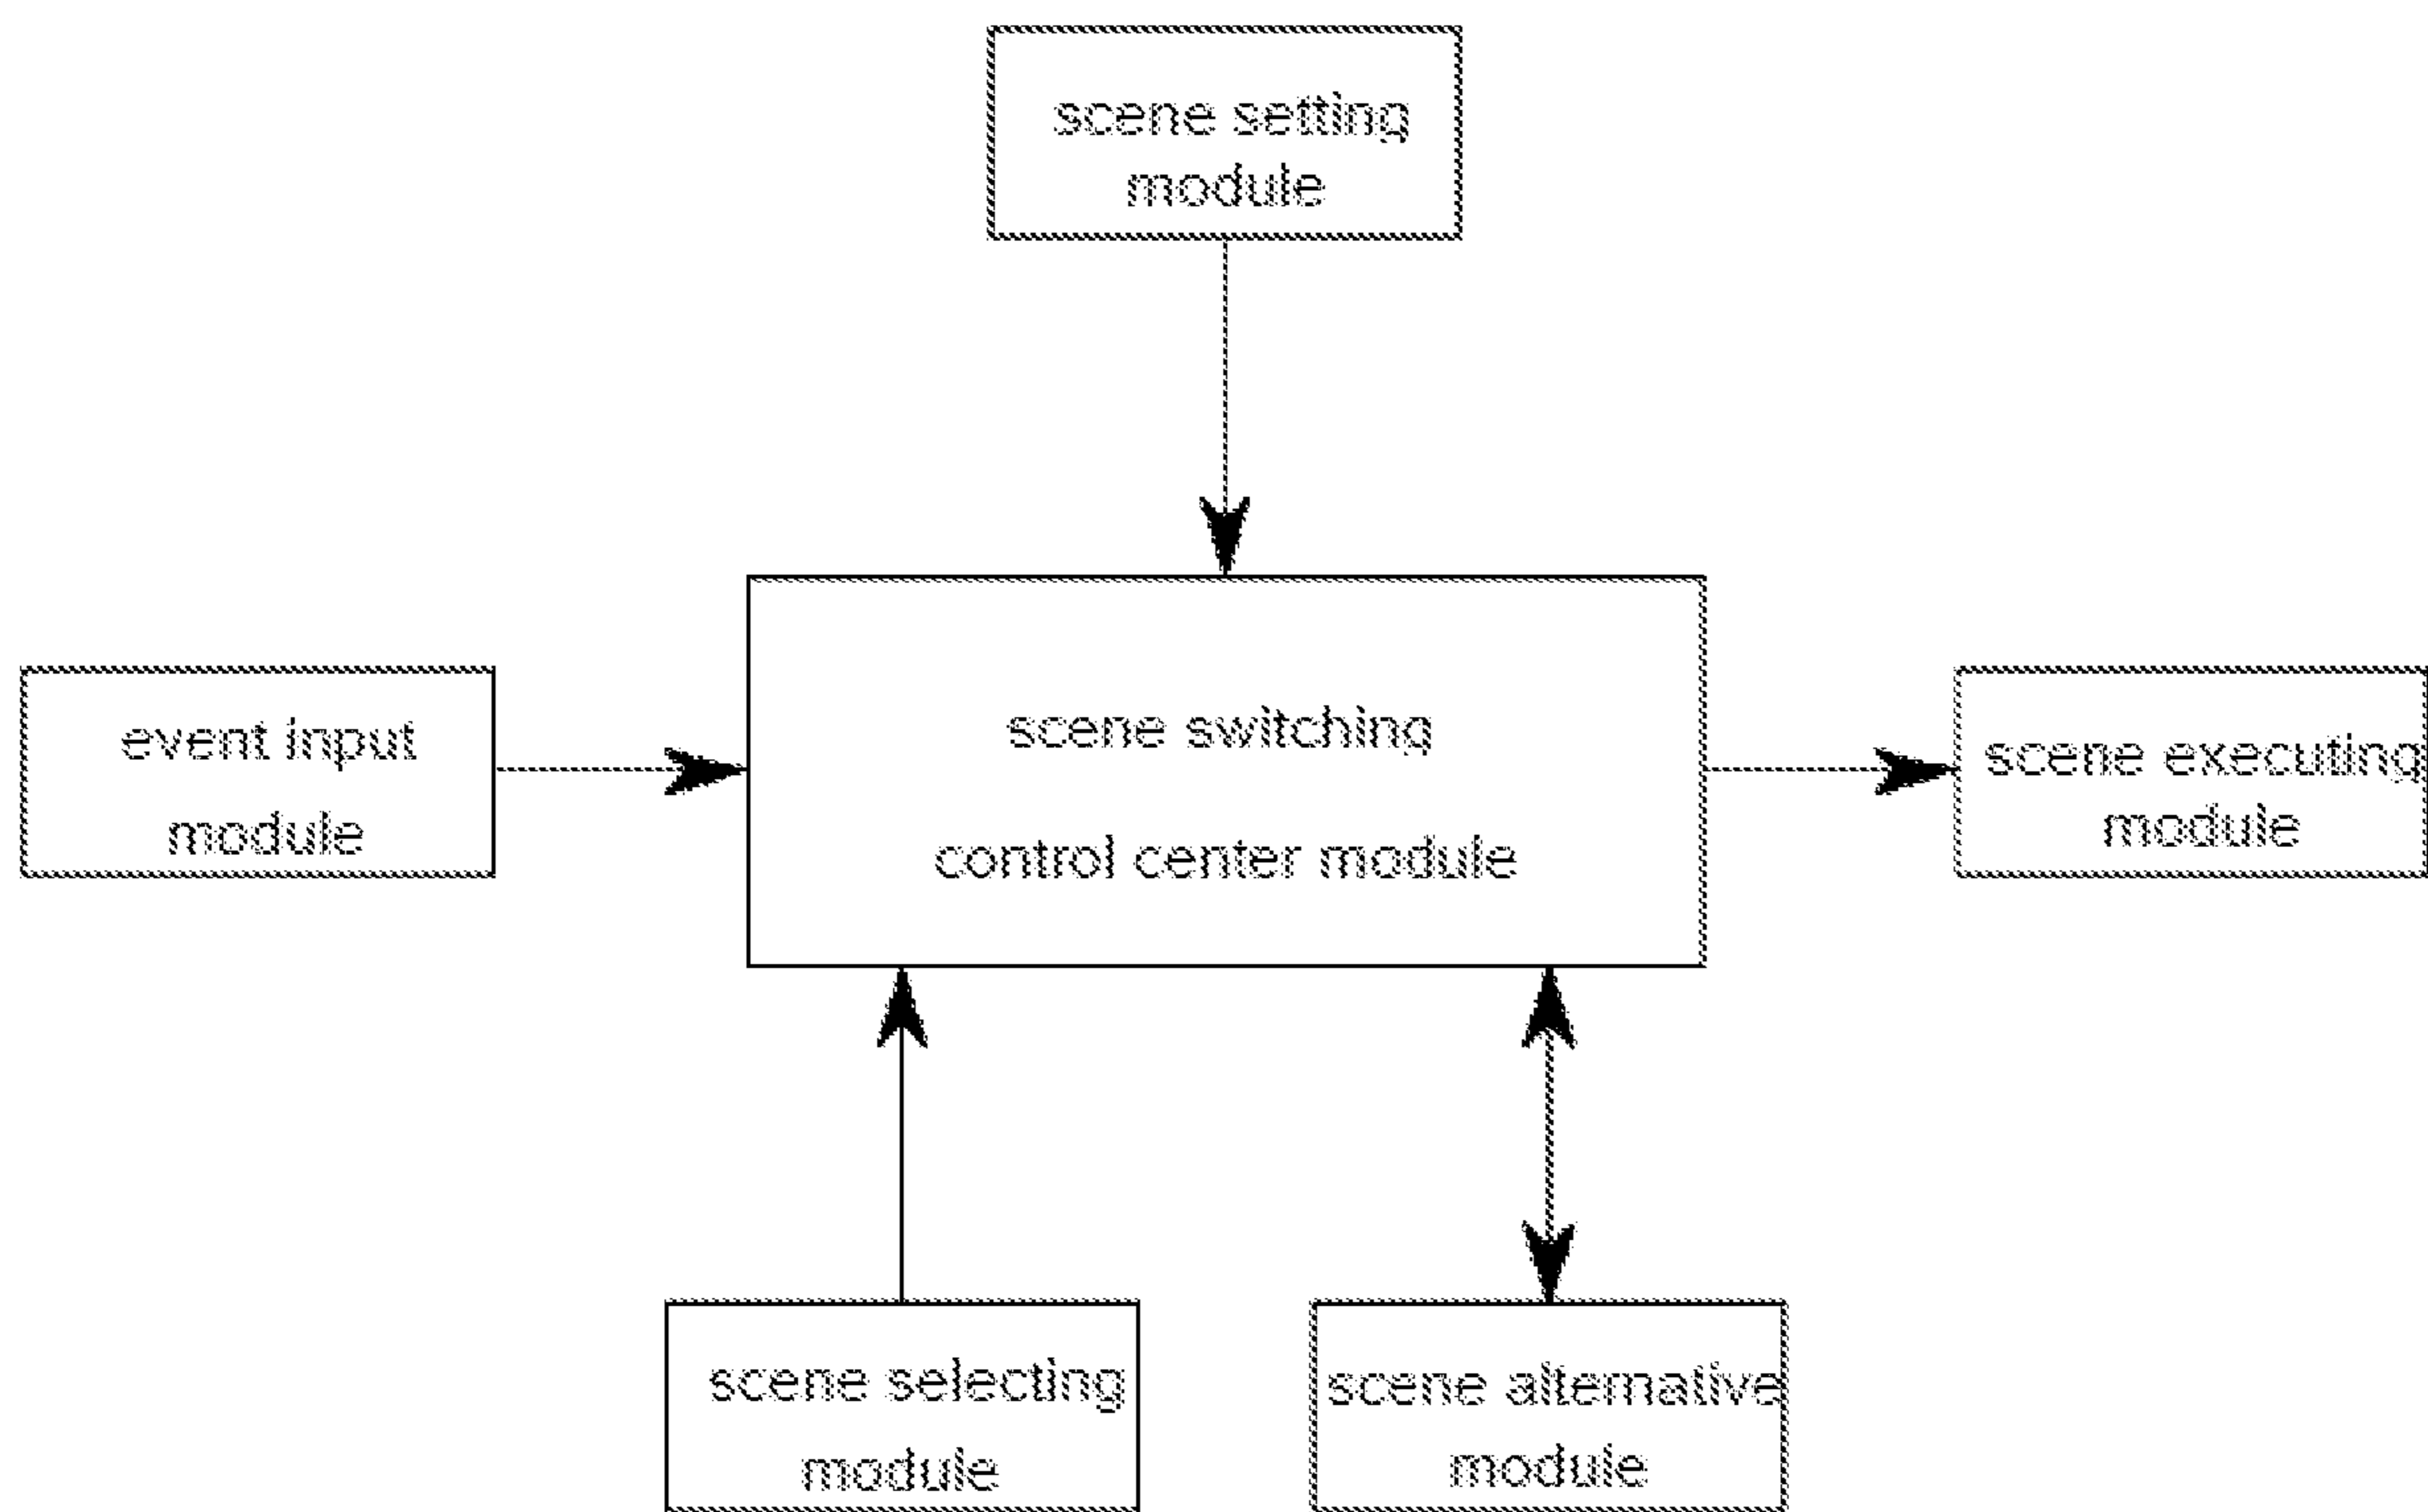 scene setting
module
event input
module
scene switching
control center module
scene executing
module
scene selecting
module
scene alternative
module